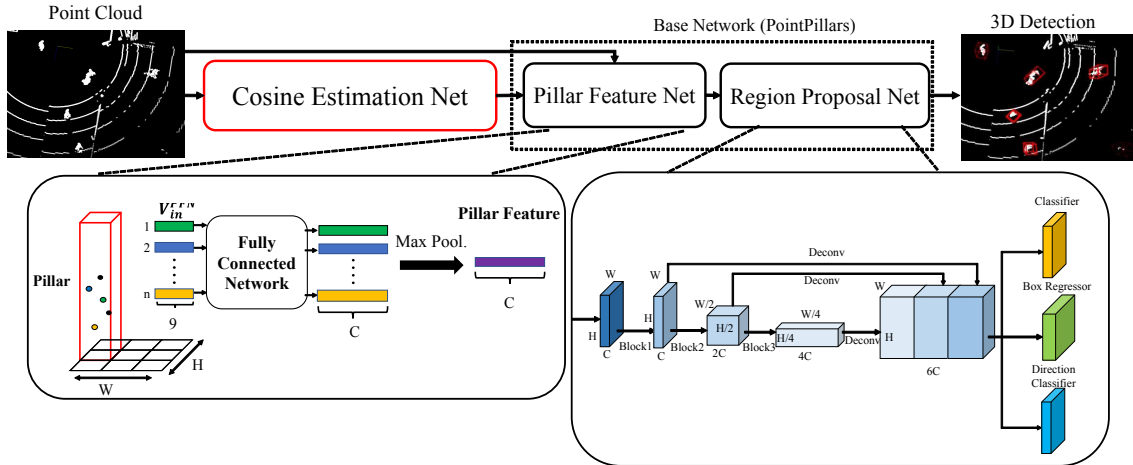 Point Cloud
Base Network (PointPillars)
3D Detection
Cosine Estimation Net
Pillar Feature Net
Region Proposal Net
Pillar
1
2
n
9
Fully
Connected
Network
C
Max Pool.
Pillar Feature
C
H
W
Classifier
Box Regressor
Direction
Classifier
Deconv
Deconv
W
H
C
Block1
W
H
C
Block2
W/2
H/2
2C
Block3
W/4
H/4
4C
Deconv
W
H
6C